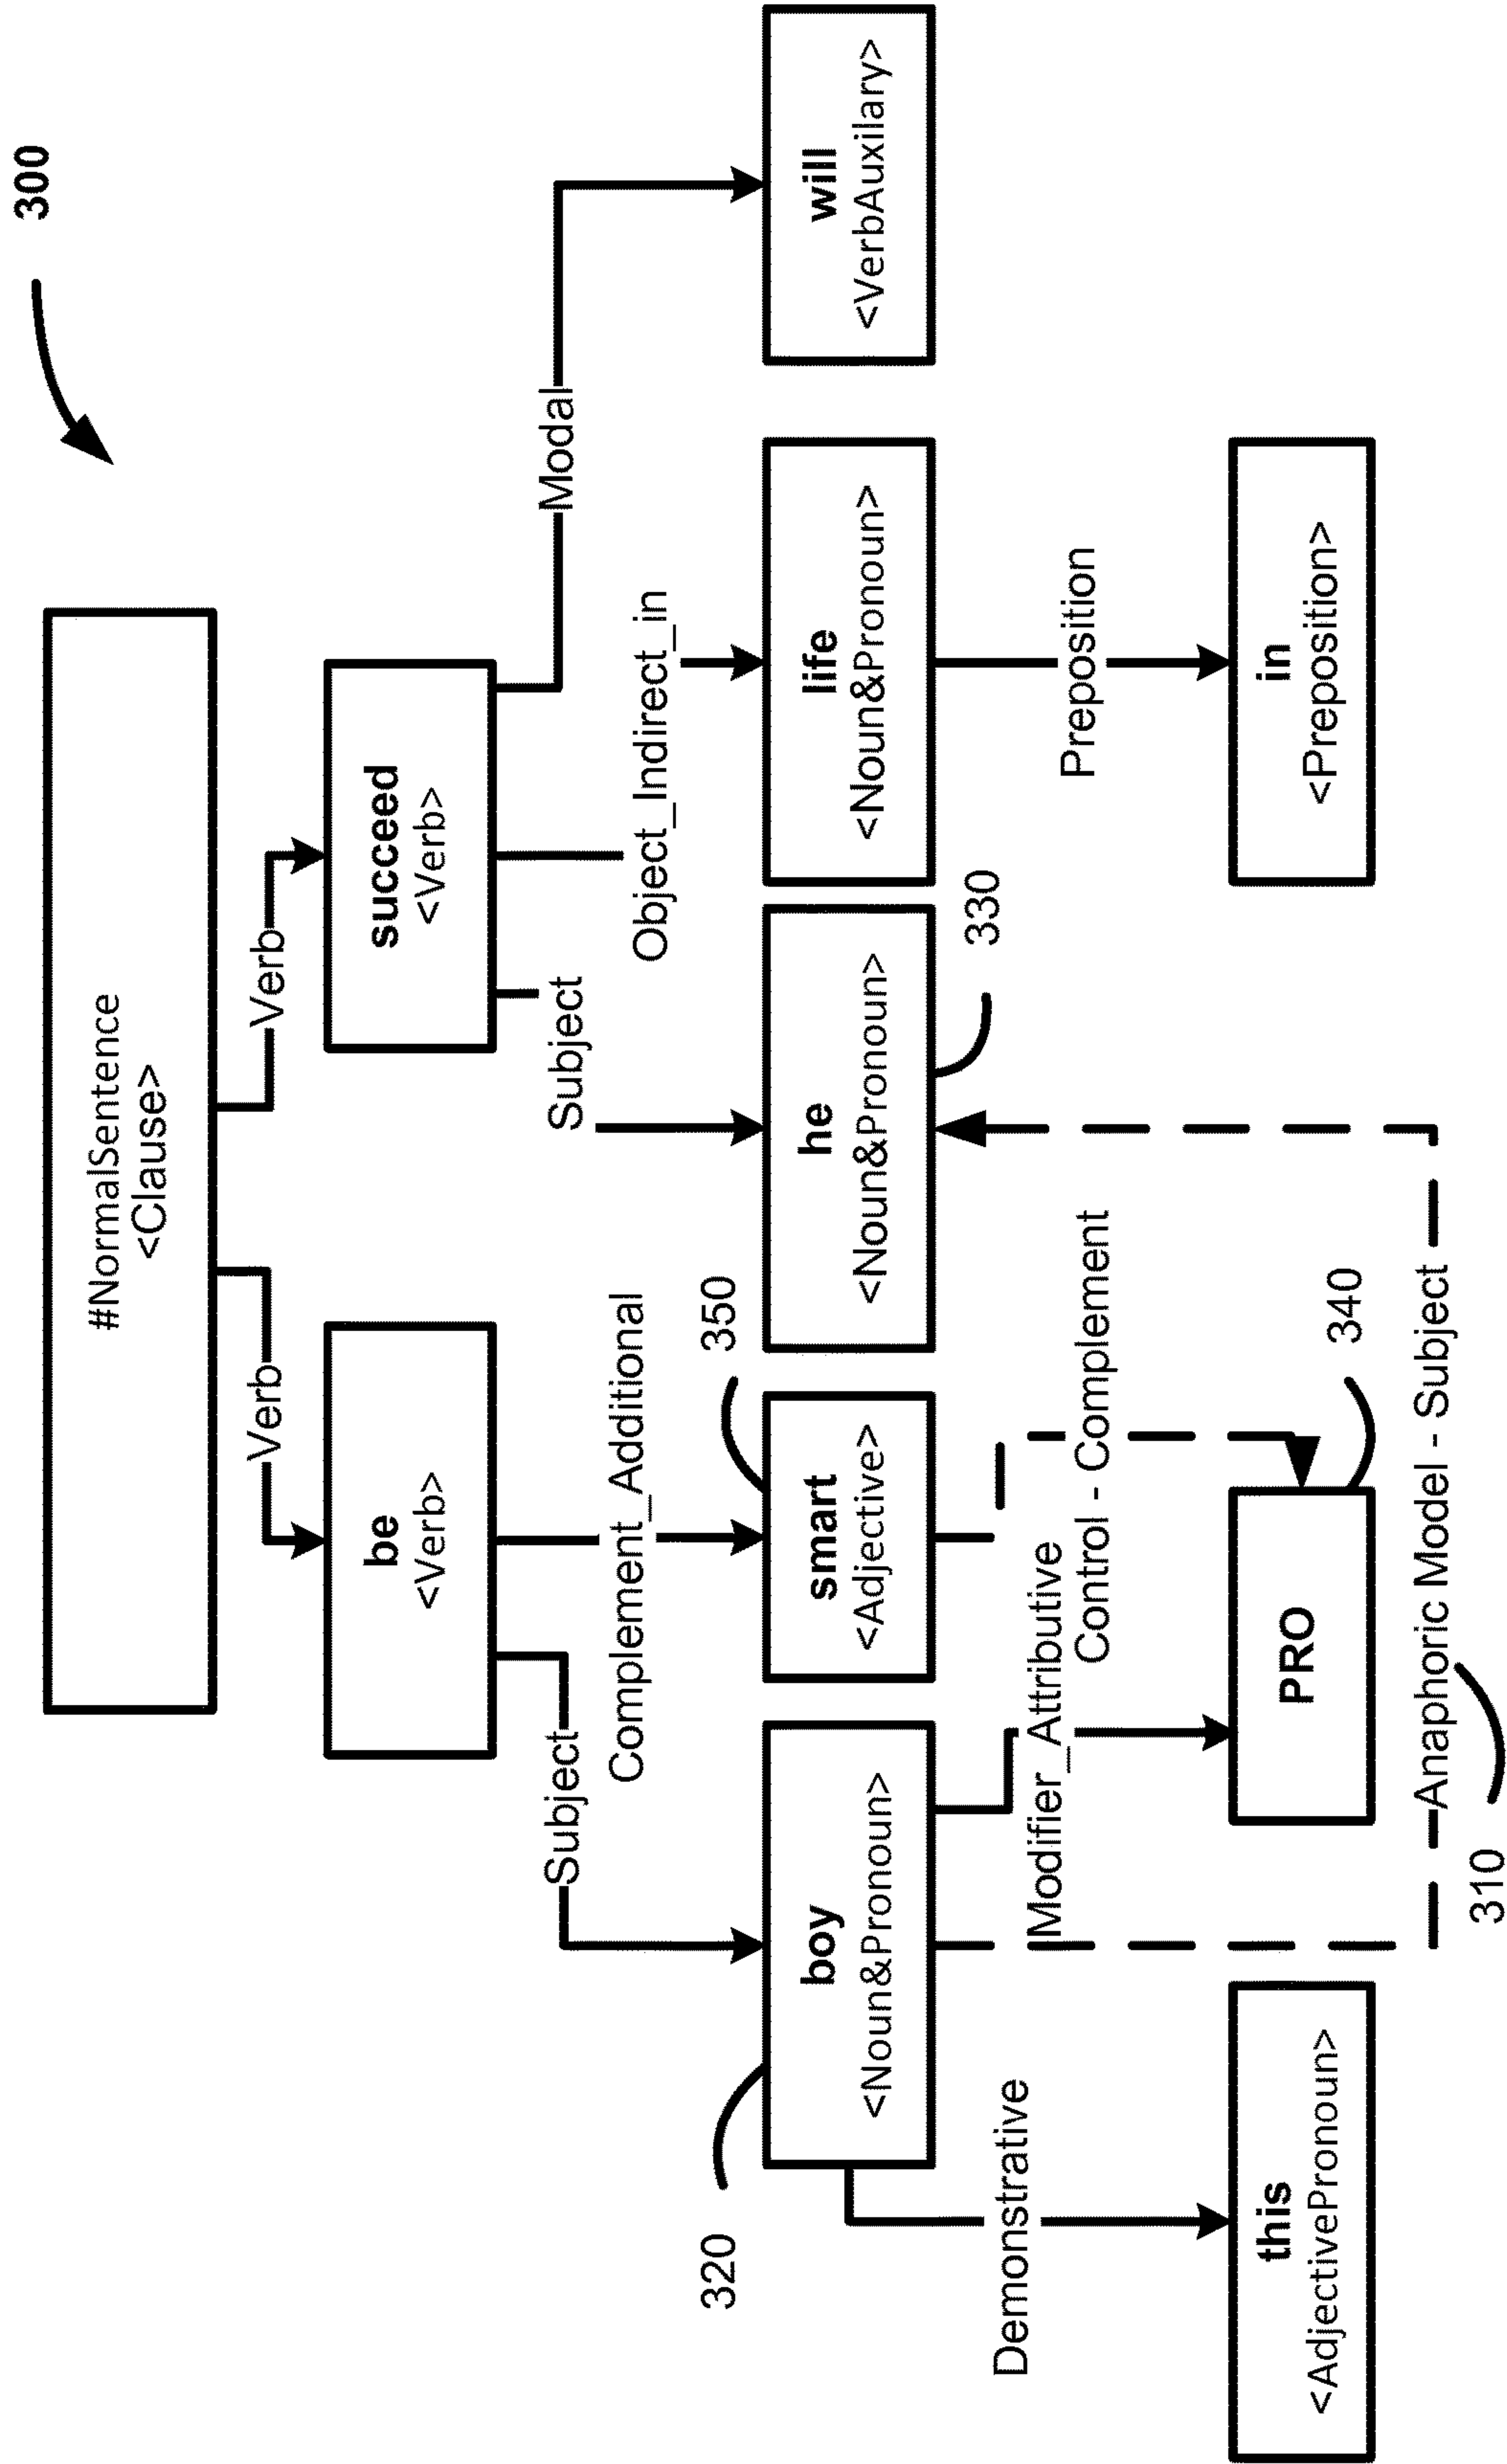 300
#NormalSentence
<Clause>
Verb
Verb
be
<Verb>
succeed
<Verb>
Subject
Complement_Additional
Subject
Object_Indirect_in
Modal
320
350
boy
<Noun&Pronoun>
smart
<Adjective>
he
<Noun&Pronoun>
life
<Noun&Pronoun>
will
<VerbAuxilary>
330
Demonstrative
Modifier_Attributive
Control - Complement
Preposition
this
<AdjectivePronoun>
PRO
340
in
<Preposition>
Anaphoric Model - Subject
310